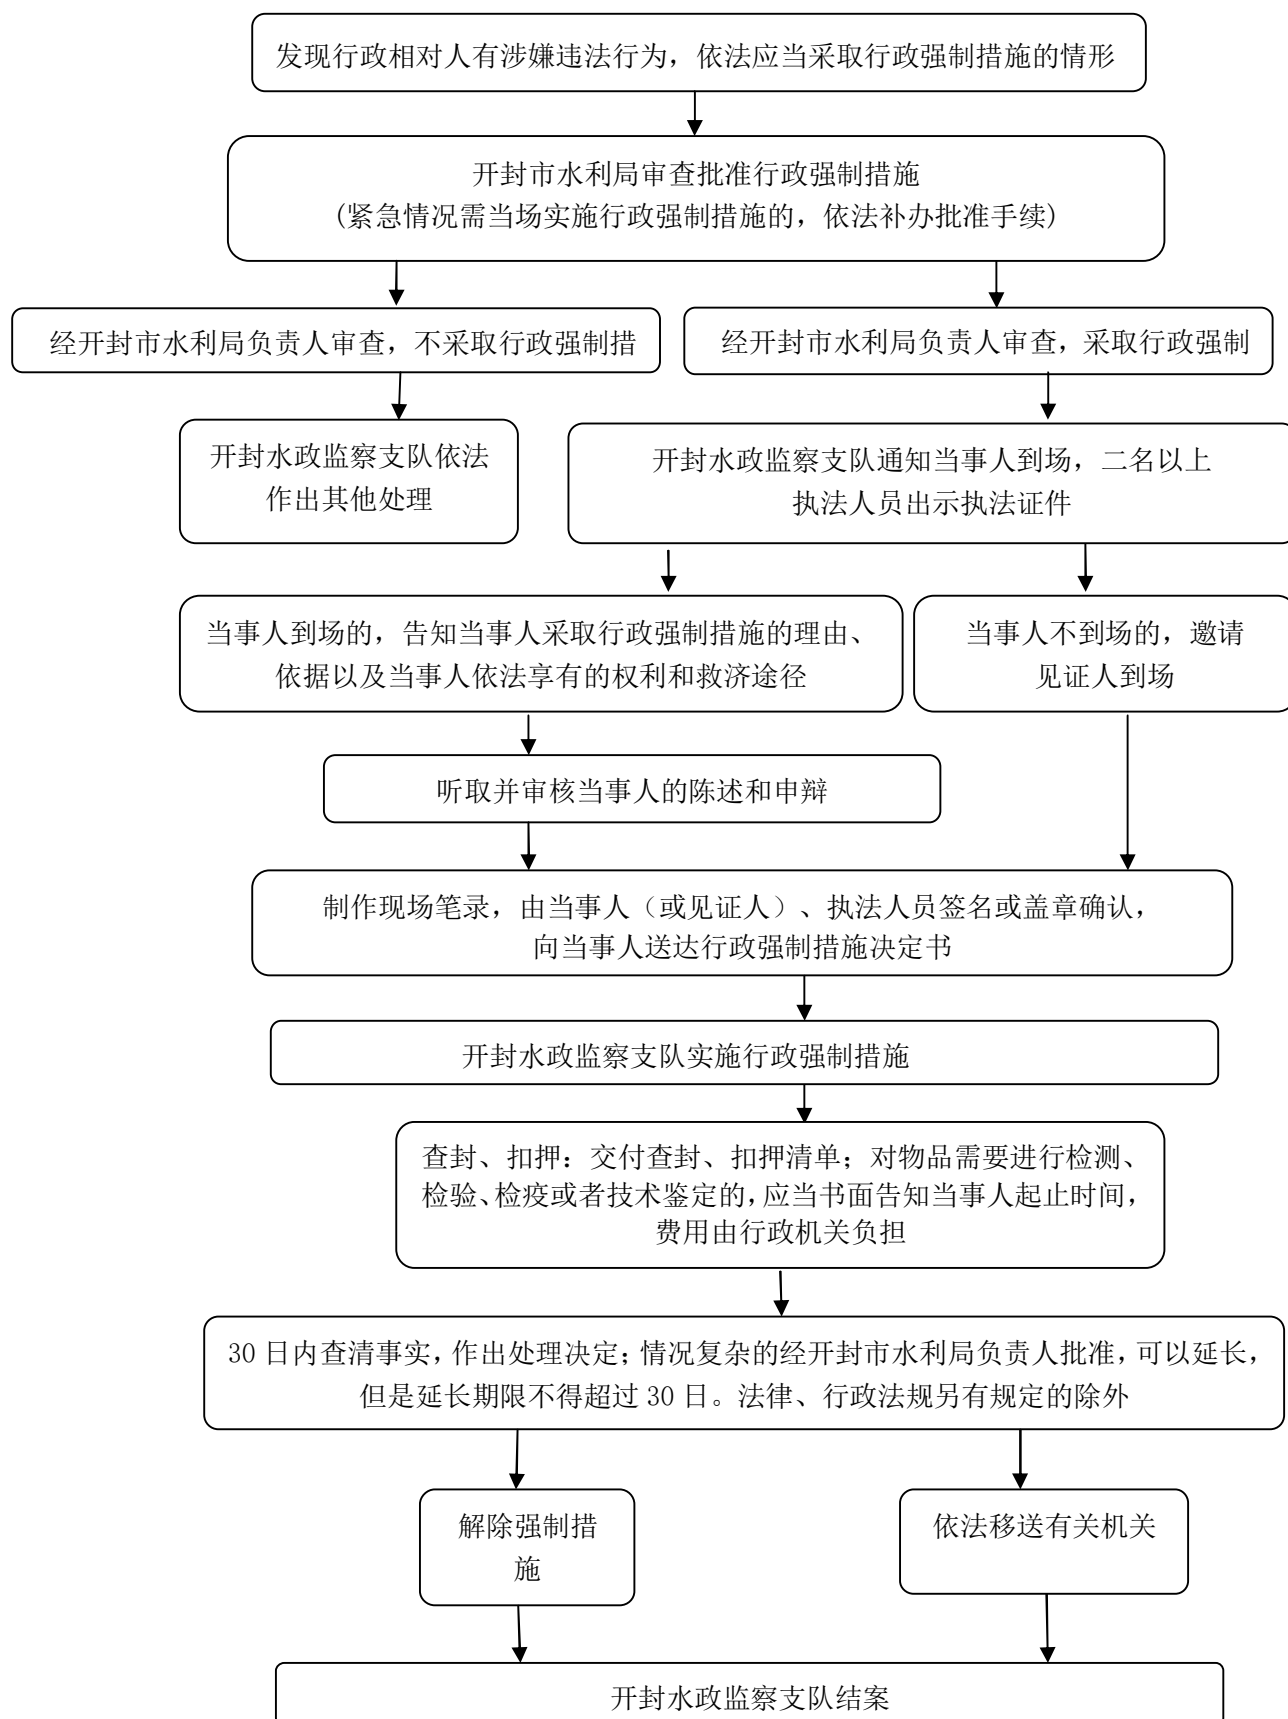 发现行政相对人有涉嫌违法行为，依法应当采取行政强制措施的情形
开封市水利局审查批准行政强制措施
(紧急情况需当场实施行政强制措施的，依法补办批准手续)
经开封市水利局负责人审查，不采取行政强制措
经开封市水利局负责人审查，采取行政强制
开封水政监察支队依法
作出其他处理
开封水政监察支队通知当事人到场，二名以上
执法人员出示执法证件
当事人到场的，告知当事人采取行政强制措施的理由、
依据以及当事人依法享有的权利和救济途径
当事人不到场的，邀请
见证人到场
听取并审核当事人的陈述和申辩
制作现场笔录，由当事人（或见证人）、执法人员签名或盖章确认，
向当事人送达行政强制措施决定书
开封水政监察支队实施行政强制措施
查封、扣押：交付查封、扣押清单；对物品需要进行检测、
检验、检疫或者技术鉴定的，应当书面告知当事人起止时间，
费用由行政机关负担
30 日内查清事实，作出处理决定；情况复杂的经开封市水利局负责人批准，可以延长，
但是延长期限不得超过 30 日。法律、行政法规另有规定的除外
解除强制措
施
依法移送有关机关
开封水政监察支队结案